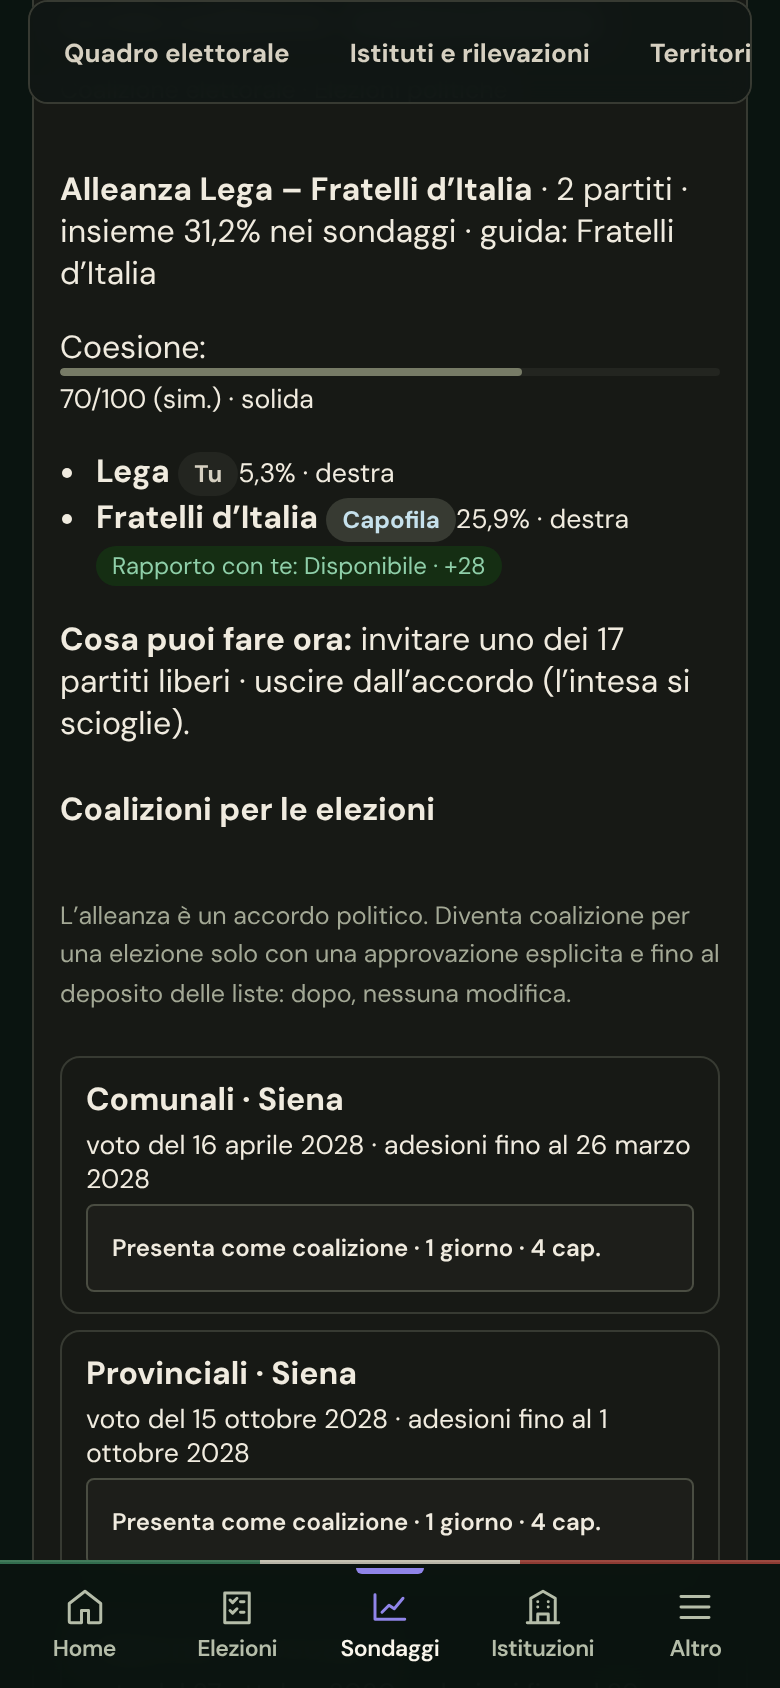 Quadro elettorale Istituti e rilevazioni Territori
Alleanza Lega – Fratelli d’Italia · 2 partiti ·
insieme 31,2% nei sondaggi · guida: Fratelli
d’Italia
Coesione:
70/100 (sim.) · solida
• Lega Tu 5,3% · destra
• Fratelli d’Italia Capofila 25,9% · destra
Rapporto con te: Disponibile · +28
Cosa puoi fare ora: invitare uno dei 17
partiti liberi · uscire dall’accordo (l’intesa si
scioglie).
Coalizioni per le elezioni
L’alleanza è un accordo politico. Diventa coalizione per
una elezione solo con una approvazione esplicita e fino al
deposito delle liste: dopo, nessuna modifica.
Comunali · Siena
voto del 16 aprile 2028 · adesioni fino al 26 marzo
2028
Presenta come coalizione · 1 giorno · 4 cap.
Provinciali · Siena
voto del 15 ottobre 2028 · adesioni fino al 1
ottobre 2028
Presenta come coalizione · 1 giorno · 4 cap.
Home Elezioni Sondaggi Istituzioni Altro